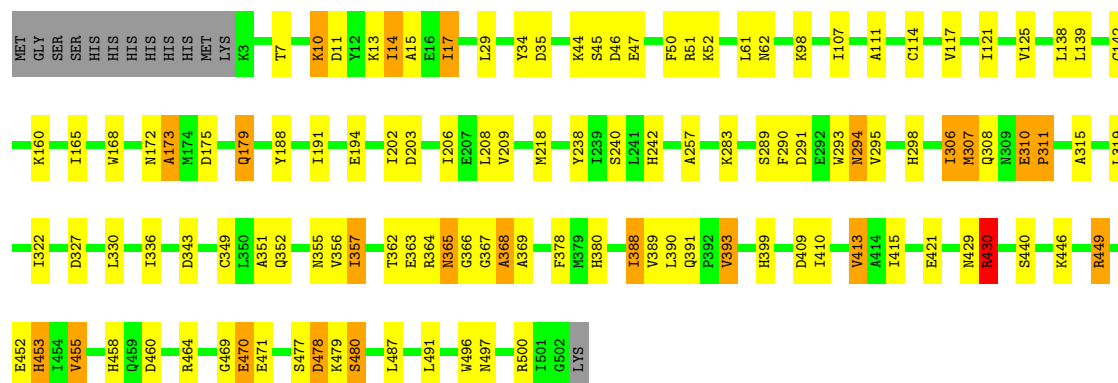 MET GLY SER SER HIS HIS HIS HIS HIS HIS MET LYS K3 T7 K10 D11 Y12 K13 I14 A15 E16 I17 L29 Y34 D35 K44 S45 D46 E47 F50 R51 K52 L61 N62 K98 I107 A111 C114 V117 I121 V125 L138 L139
K160 I165 W168 N172 A173 M174 D175 Q179 Y188 I191 E194 I202 D203 I206 E207 L208 V209 M218 Y238 I239 S240 L241 H242 A257 K283 S289 F290 D291 E292 W293 N294 V295 H298 I306 M307 Q308 N309 E310 P311 A315
I322 D327 L330 I336 D343 C349 L350 A351 Q352 N355 V356 I357 T362 E363 R364 N365 G366 G367 A368 A369 F378 M379 H380 I388 V389 L390 Q391 P392 V393 H399 D409 I410 V413 A414 I415 E421 N429 R430 S440 K446 R449
E452 H453 I454 V455 H458 Q459 D460 R464 G469 E470 E471 S477 D478 K479 S480 L487 L491 W496 N497 R500 I501 G502 LYS